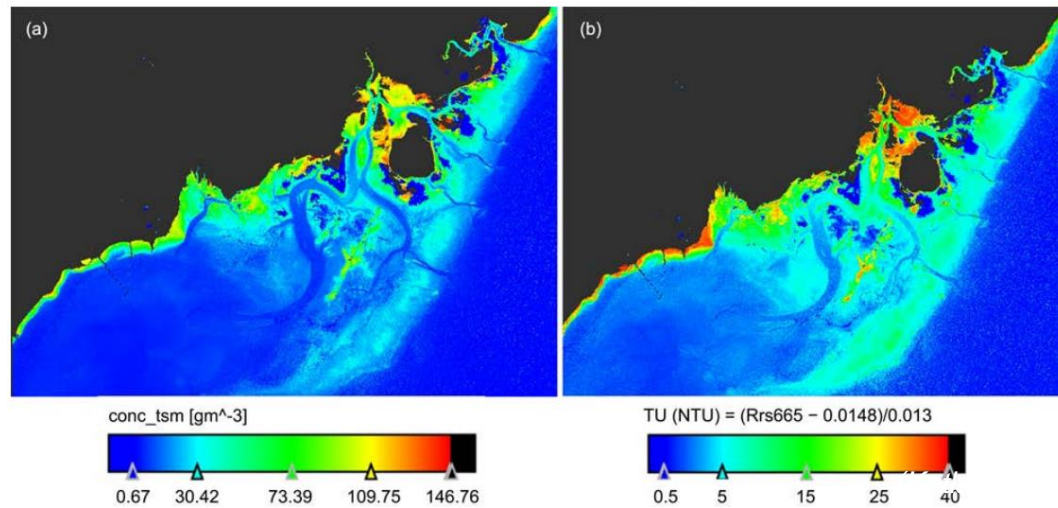 (a)
(b)
conc_tsm [gm^-3]
0.67 30.42 73.39 109.75 146.76
TU (NTU) = (Rrs665 − 0.0148)/0.013
0.5 5 15 25 40